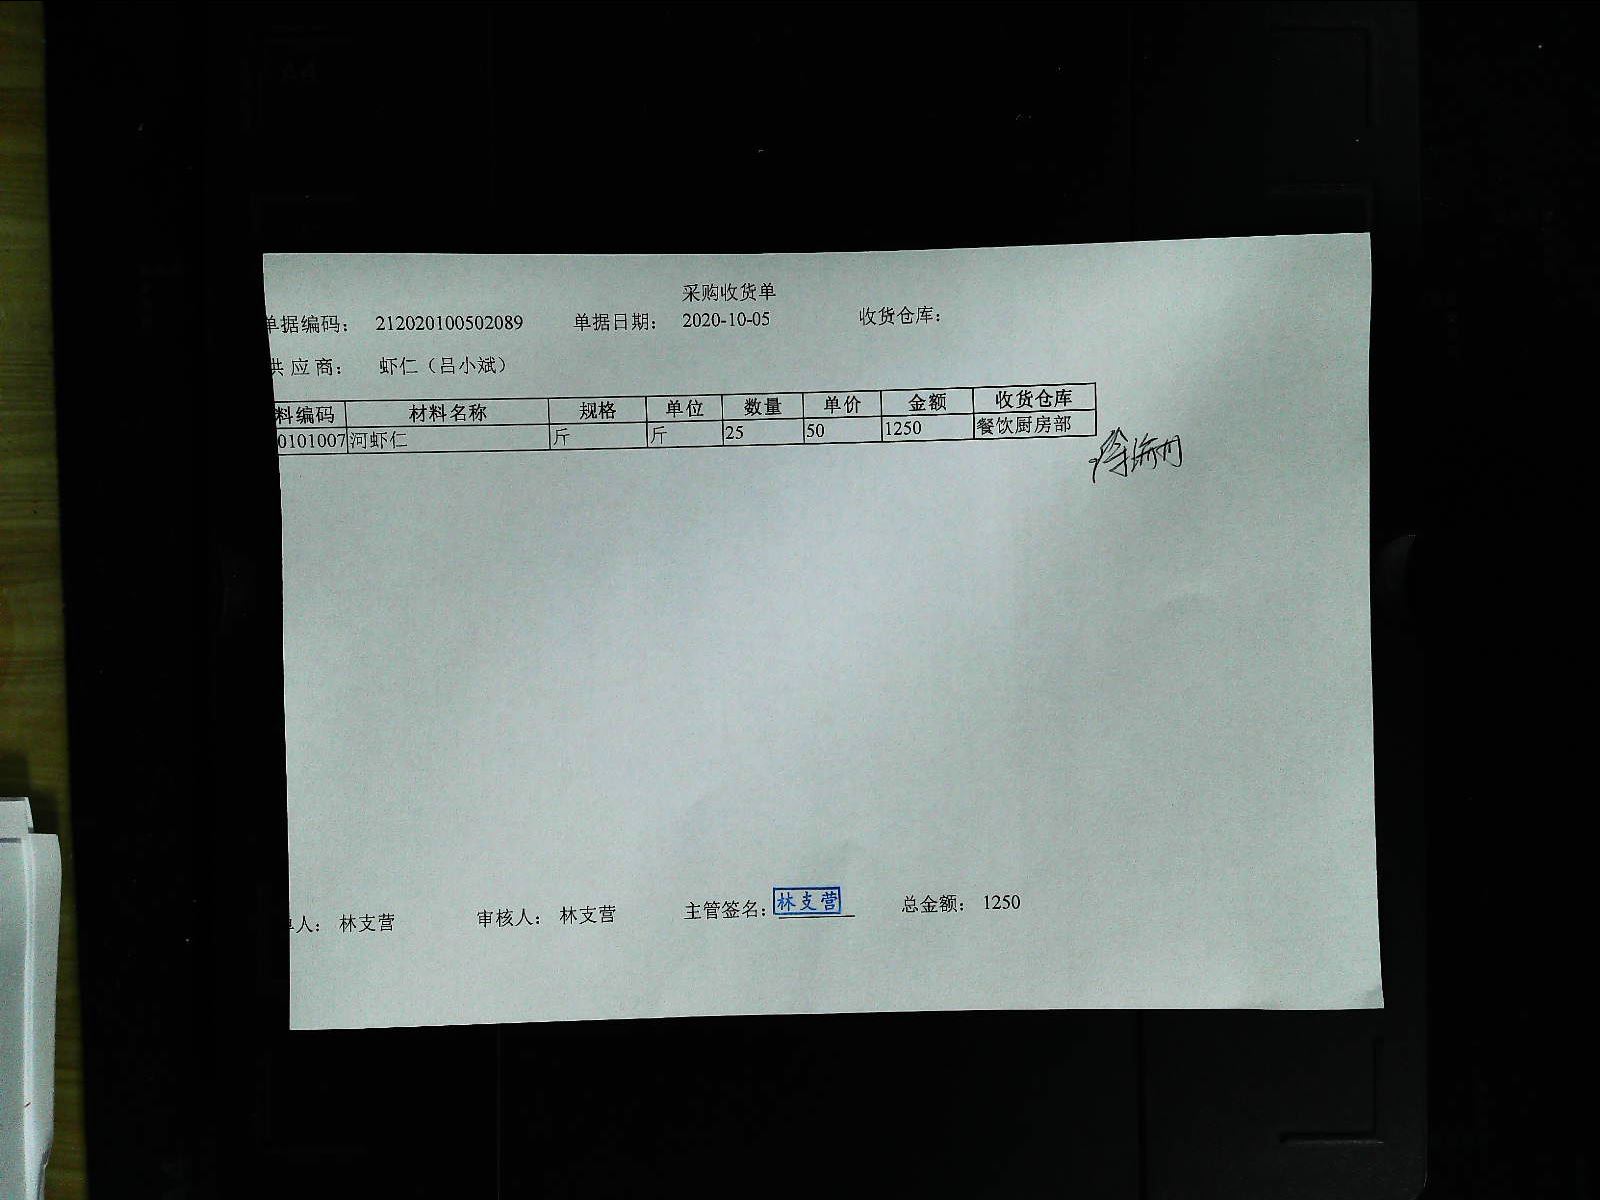 采购收货单
单据编码： 212020100502089 单据日期： 2020-10-05 收货仓库：
供应商： 虾仁（吕小斌）
料编码 材料名称 规格 单位 数量 单价 金额 收货仓库
0101007 河虾仁 斤 斤 25 50 1250 餐饮厨房部
单人： 林支营 审核人： 林支营 主管签名： 林支营 总金额： 1250